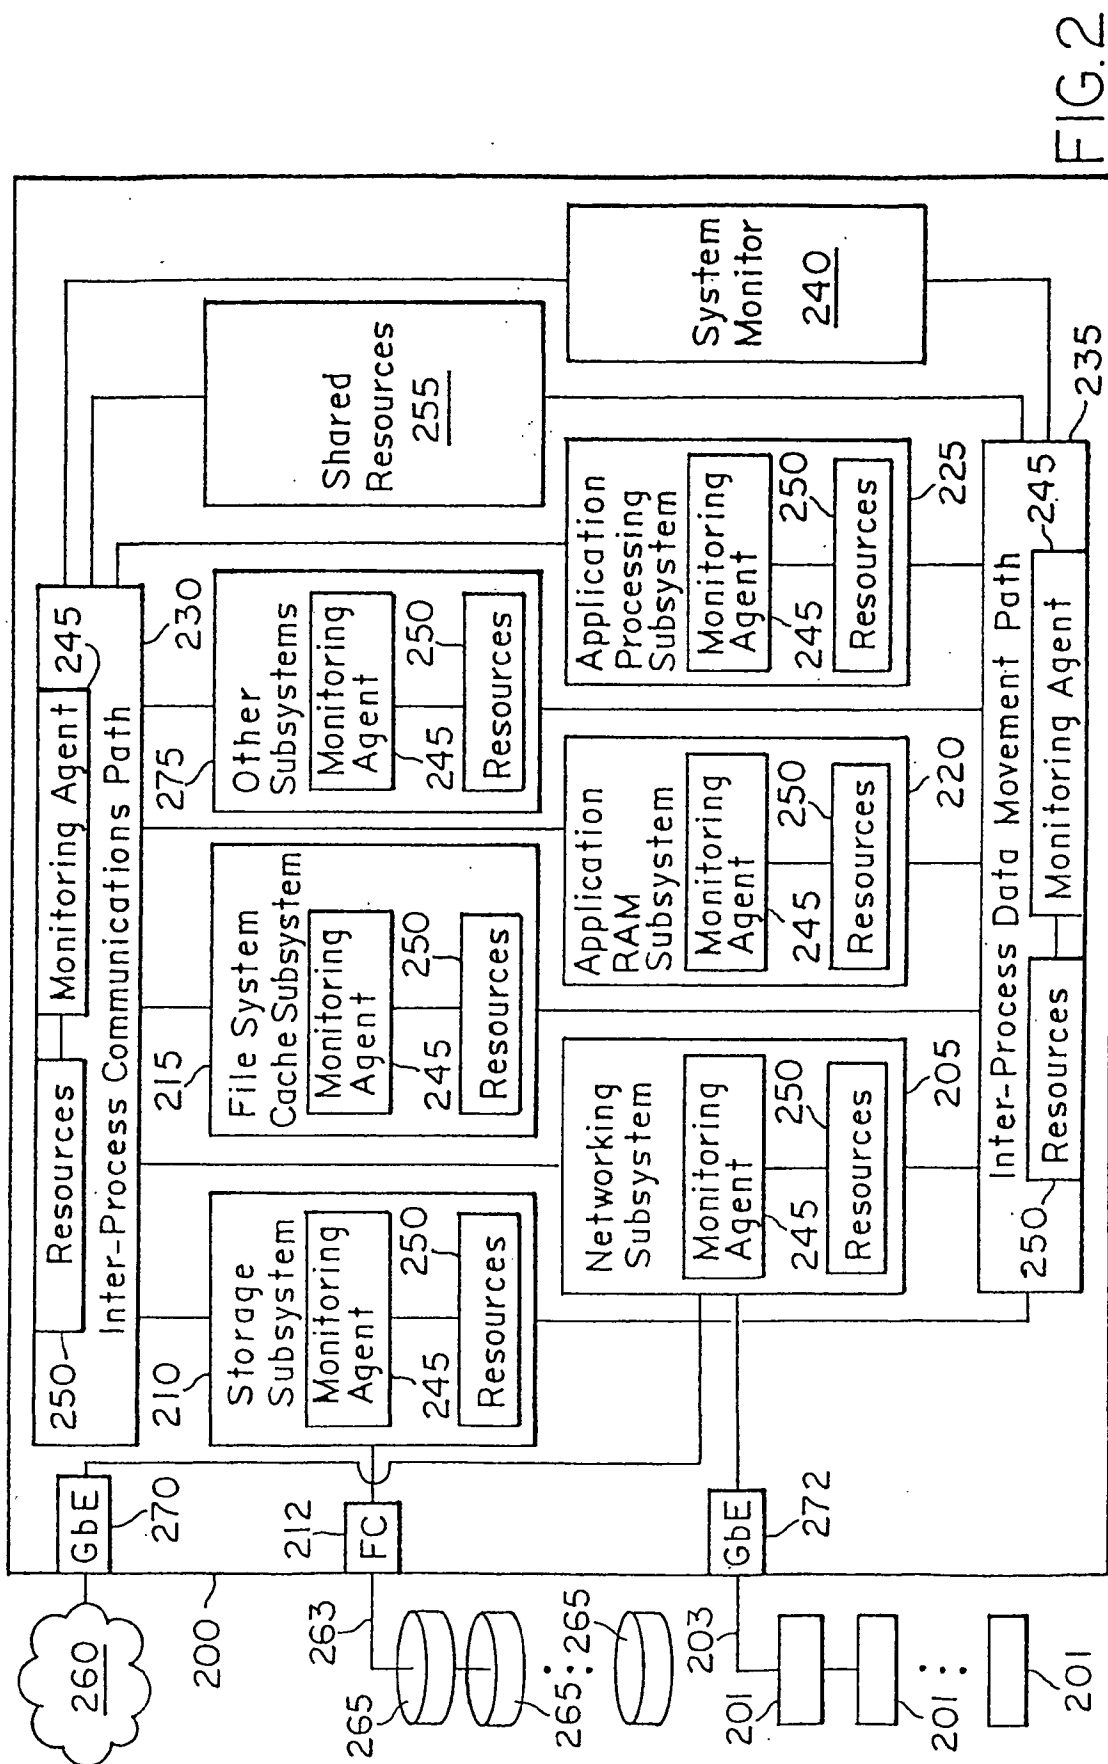 250
Resources
Monitoring Agent
245
Inter-Process Communications Path
230
GbE
270
260
200
210
Storage
Subsystem
Monitoring
Agent
245
250
Resources
215
File System
Cache Subsystem
Monitoring
Agent
245
250
Resources
275
Other
Subsystems
Monitoring
Agent
245
250
Resources
Shared
Resources
255
212
FC
263
265
265
265
Networking
Subsystem
Monitoring
Agent
245
250
Resources
205
Application
RAM
Subsystem
Monitoring
Agent
245
250
Resources
220
Application
Processing
Subsystem
Monitoring
Agent
245
250
Resources
225
System
Monitor
240
GbE
272
203
201
201
201
Inter-Process Data Movement Path
235
250
Resources
Monitoring Agent
245
FIG.2